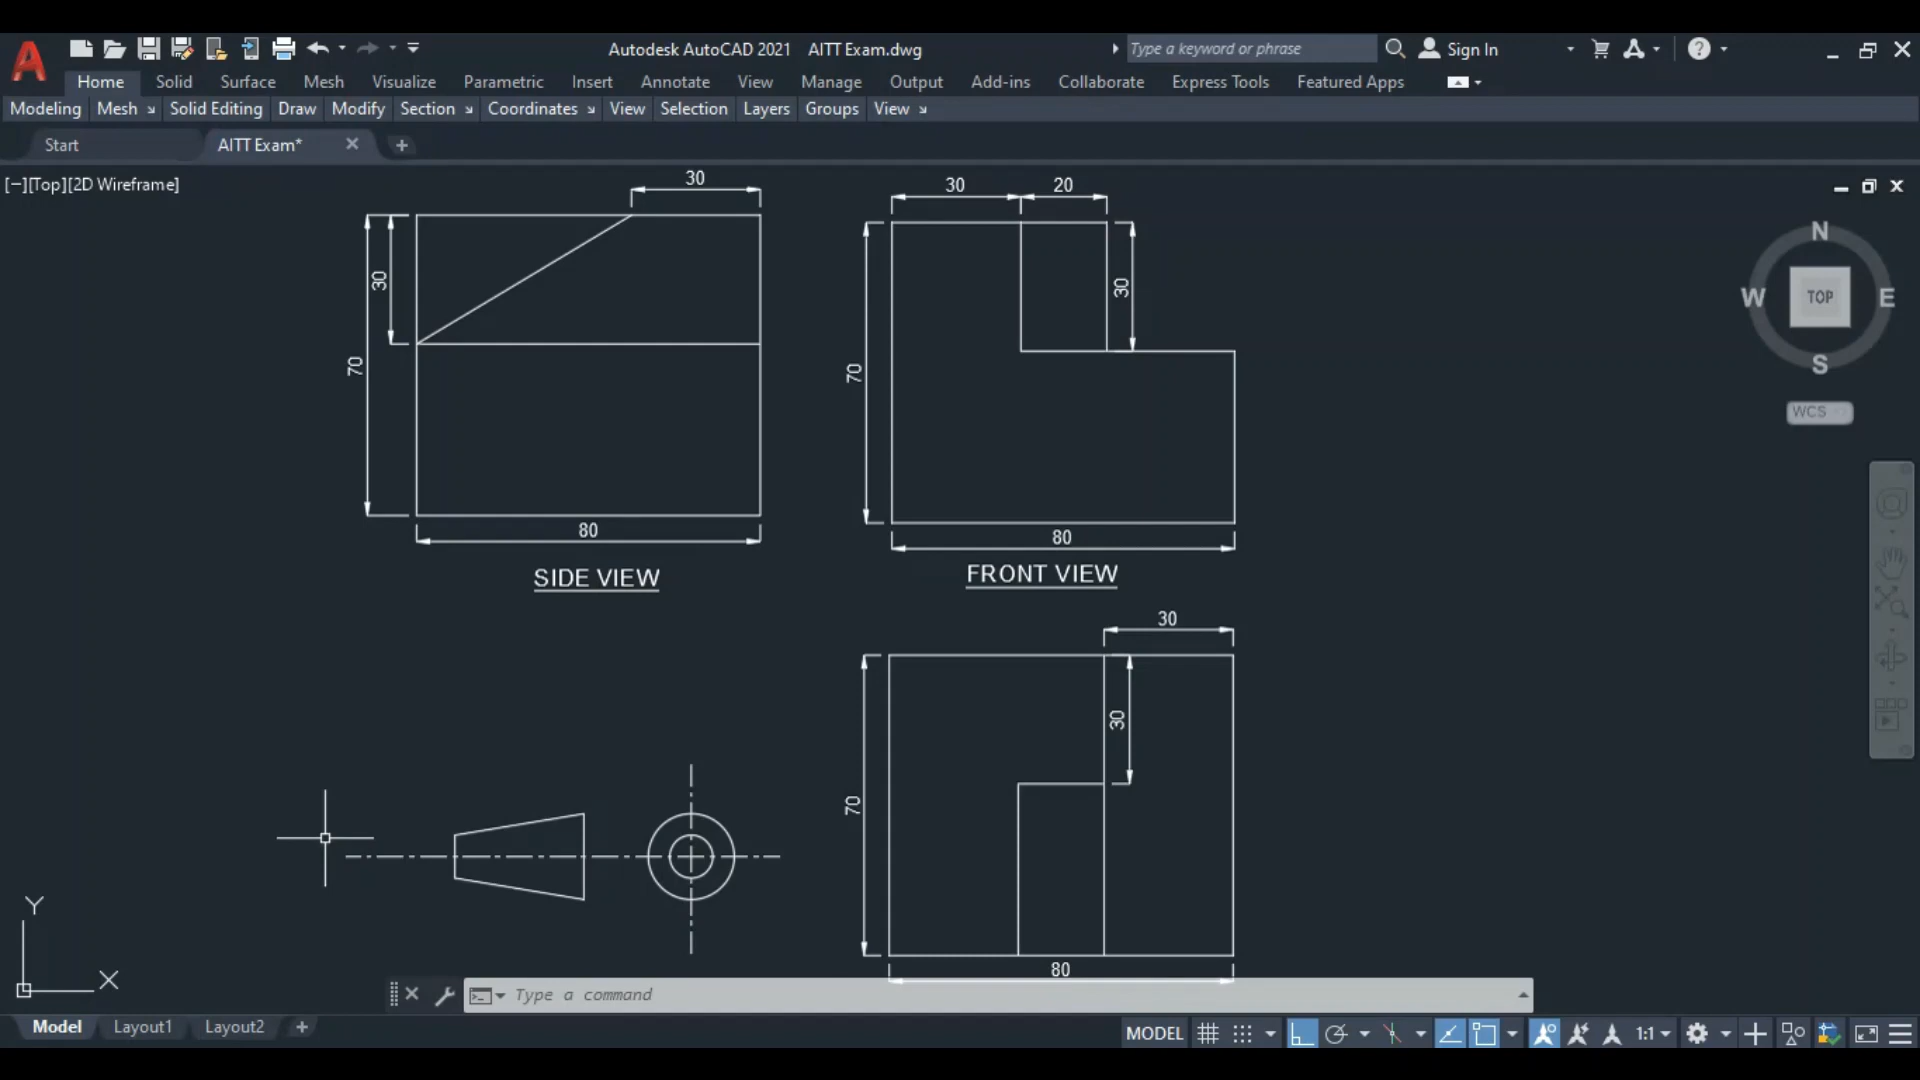 Autodesk AutoCAD 2021 AITT Exam.dwg
Type a keyword or phrase
Sign In
Home Solid Surface Mesh Visualize Parametric Insert Annotate View Manage Output Add-ins Collaborate Express Tools Featured Apps
Modeling Mesh Solid Editing Draw Modify Section Coordinates View Selection Layers Groups View
Start AITT Exam*
[−][Top][2D Wireframe]
30
30
70
80
SIDE VIEW
30 20
30
70
80
FRONT VIEW
30
30
70
80
N
W TOP E
S
WCS
Y
X
Type a command
Model Layout1 Layout2
MODEL 1:1